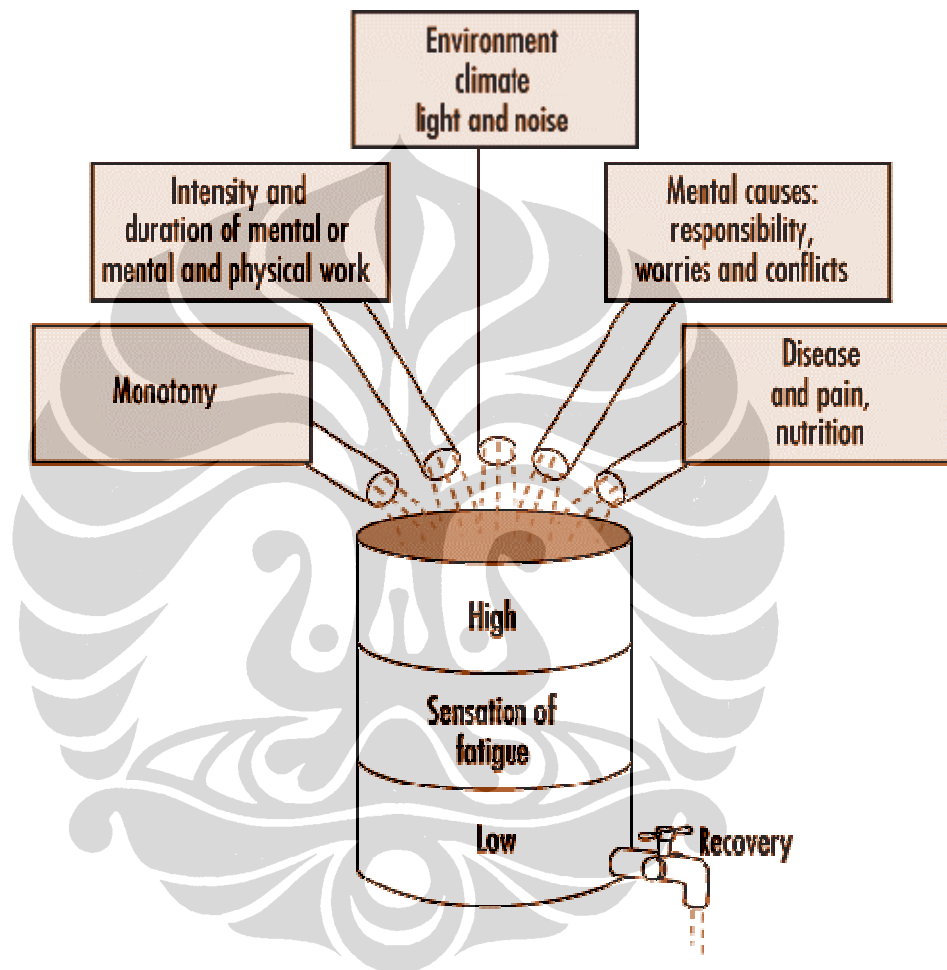 Environment
climate
light and noise
Intensity and
duration of mental or
mental and physical work
Mental causes:
responsibility,
worries and conflicts
Monotony
Disease
and pain,
nutrition
High
Sensation of
fatigue
Low
Recovery